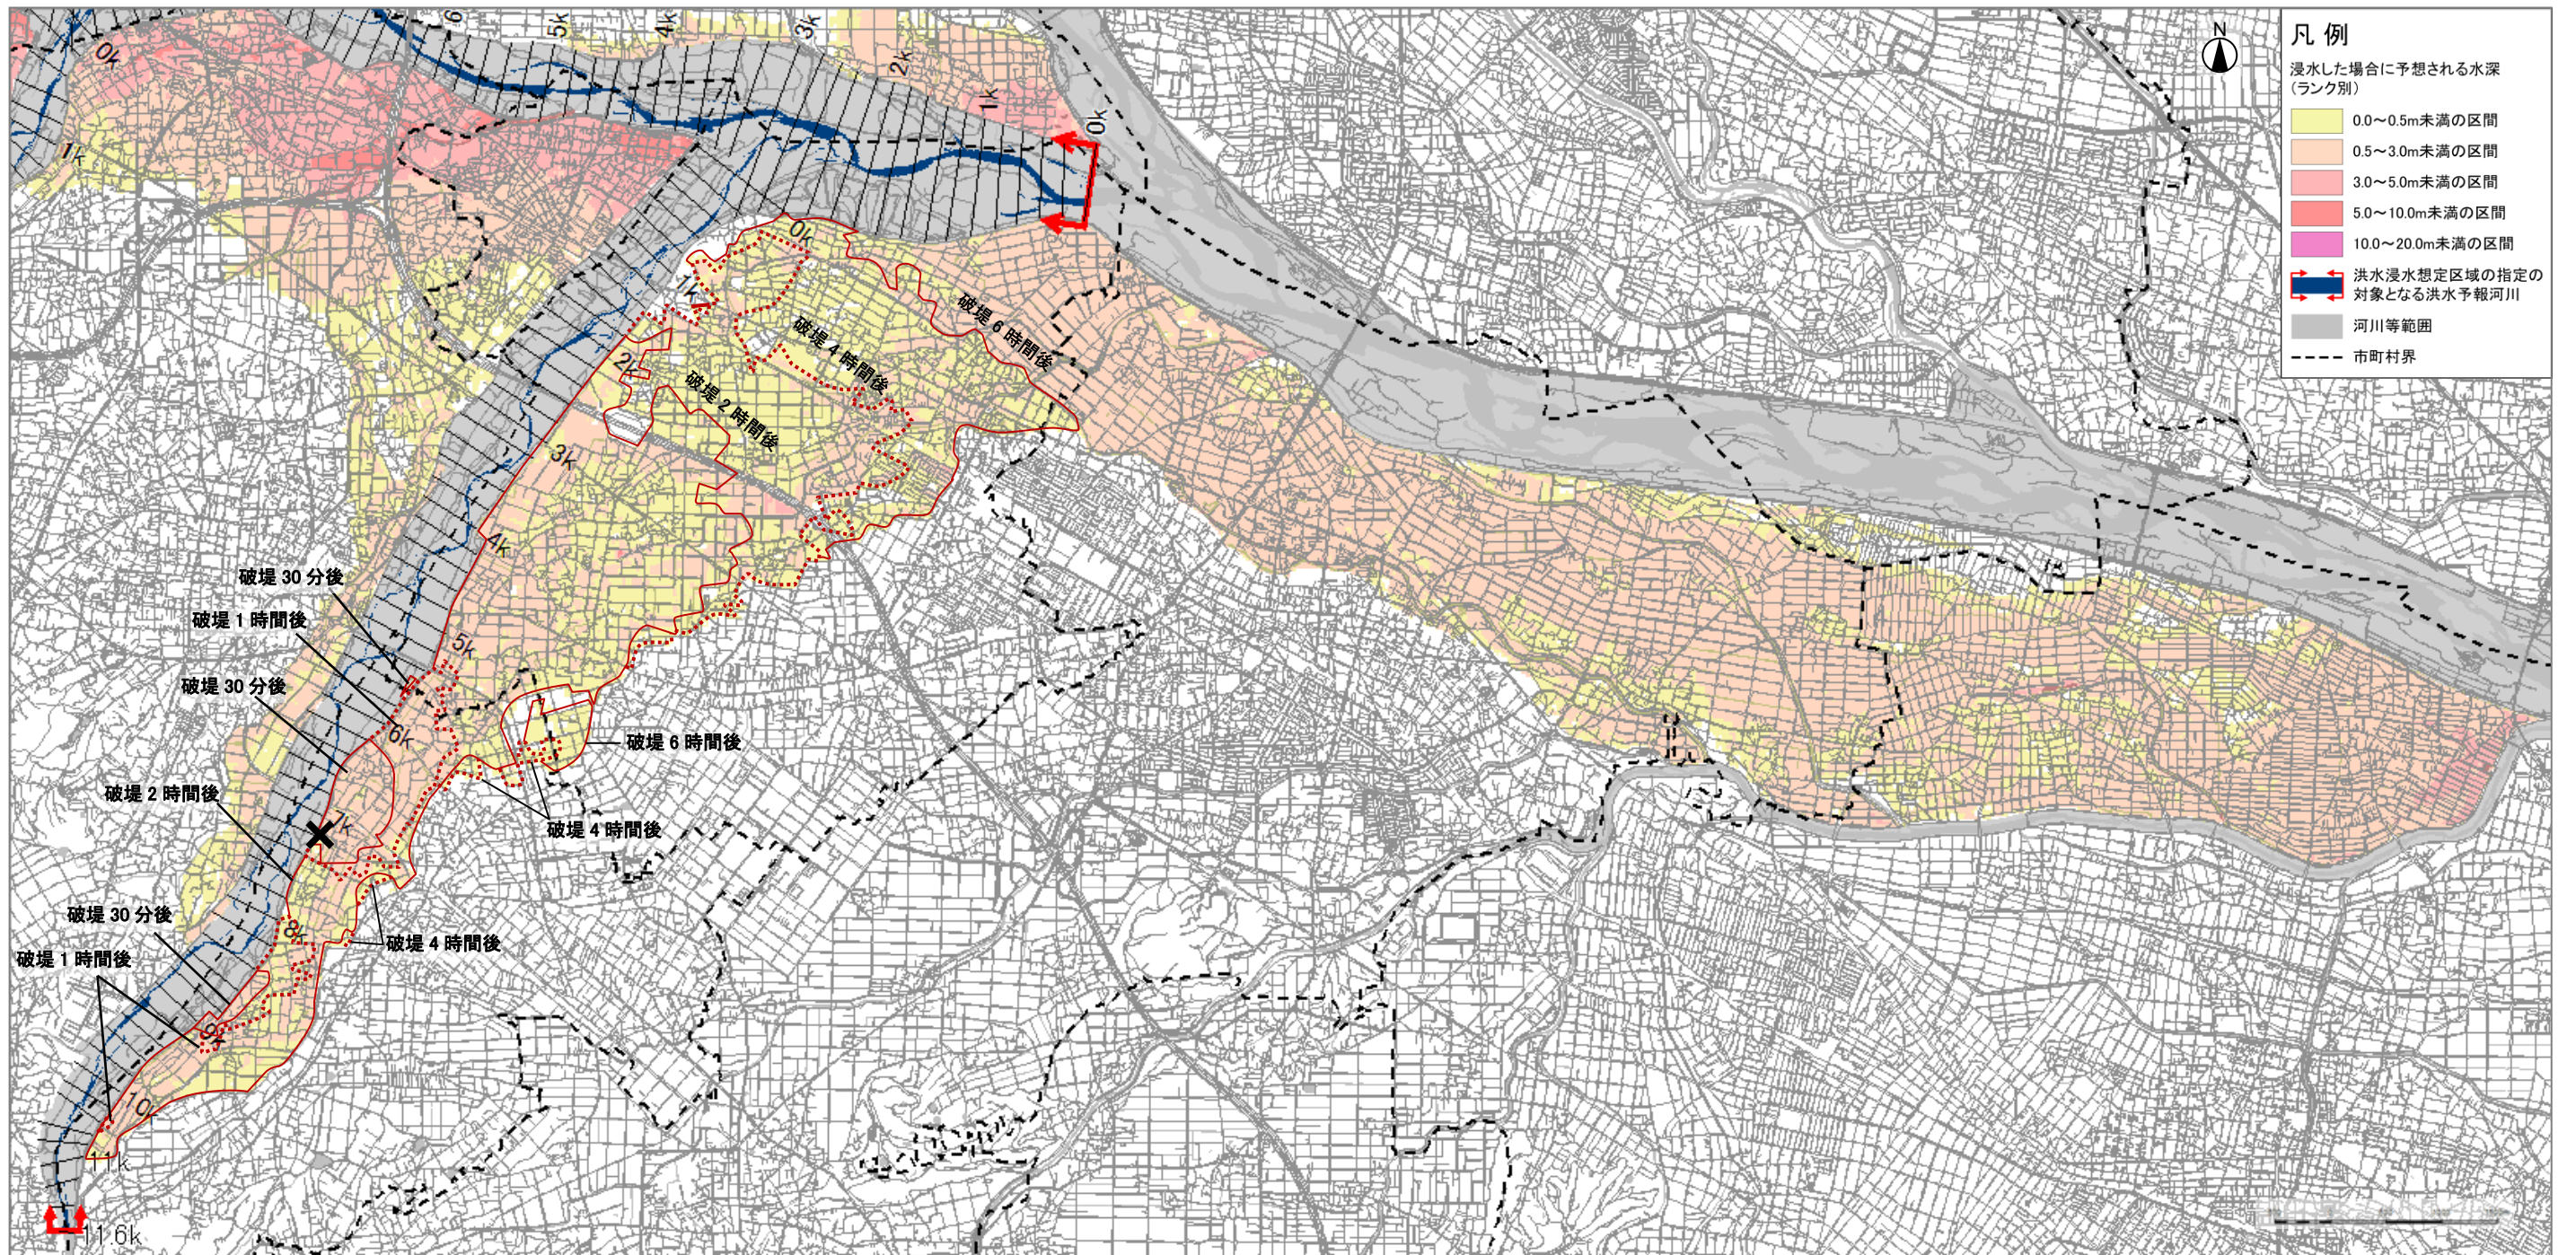 0k
6
5k
4k
3k
2k
1k
0k
1k
N
凡 例
浸水した場合に予想される水深
(ランク別)
0.0～0.5m未満の区間
0.5～3.0m未満の区間
3.0～5.0m未満の区間
5.0～10.0m未満の区間
10.0～20.0m未満の区間
洪水浸水想定区域の指定の
対象となる洪水予報河川
河川等範囲
市町村界
0k
1k
2k
3k
4k
5k
6k
7k
8k
9k
10k
11k
11.6k
破堤 6 時間後
破堤 4 時間後
破堤 2 時間後
破堤 30 分後
破堤 1 時間後
破堤 30 分後
破堤 6 時間後
破堤 2 時間後
破堤 4 時間後
破堤 30 分後
破堤 4 時間後
破堤 1 時間後